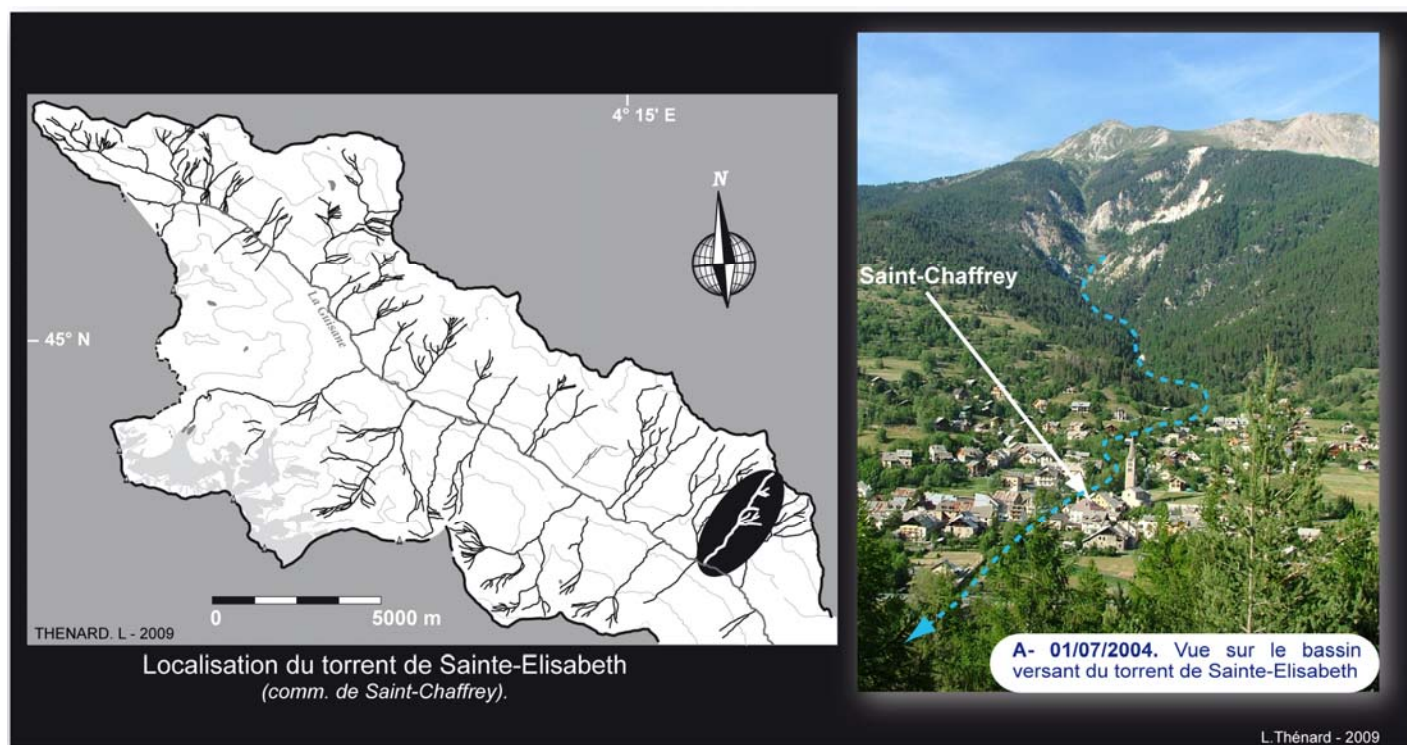 4° 15' E
N
45° N
La Guisane
0 5000 m
THENARD. L - 2009
Localisation du torrent de Sainte-Elisabeth
(comm. de Saint-Chaffrey).
Saint-Chaffrey
A- 01/07/2004. Vue sur le bassin
versant du torrent de Sainte-Elisabeth
L.Thénard - 2009